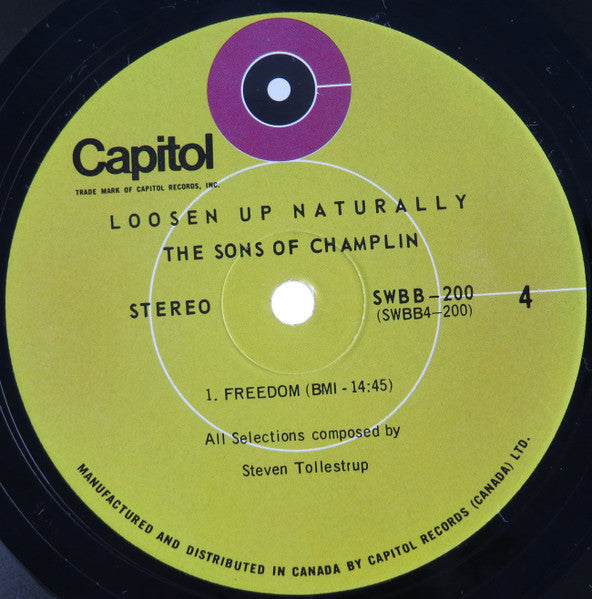 Capitol
TRADE MARK OF CAPITOL RECORDS, INC.
LOOSEN UP NATURALLY
THE SONS OF CHAMPLIN
STEREO
SWBB-200
(SWBB4-200)
4
1. FREEDOM (BMI - 14:45)
All Selections composed by
Steven Tollestrup
MANUFACTURED AND DISTRIBUTED IN CANADA BY CAPITOL RECORDS (CANADA) LTD.